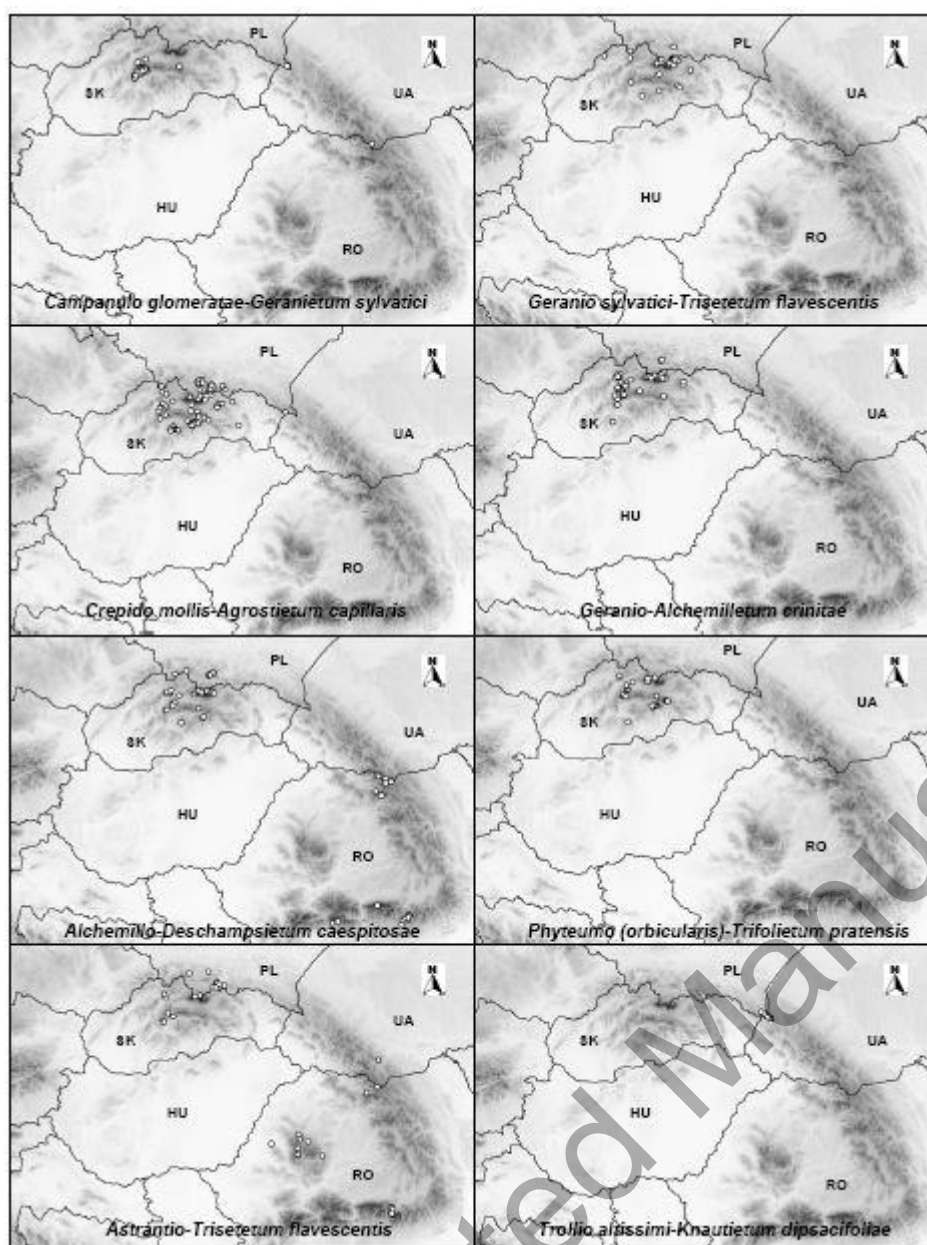 PL
N
SK
UA
HU
RO
Campanulo glomeratae-Geranietum sylvatici
PL
N
SK
UA
HU
RO
Geranio sylvatici-Trisetetum flavescentis
PL
N
SK
UA
HU
RO
Crepido mollis-Agrostietum capillaris
PL
N
SK
UA
HU
RO
Geranio-Alchemilletum crinitae
PL
N
SK
UA
HU
RO
Alchemillo-Deschampsietum caespitosae
PL
N
SK
UA
HU
RO
Phyteumo (orbicularis)-Trifolietum pratensis
PL
N
SK
UA
HU
RO
Astrantio-Trisetetum flavescentis
PL
N
SK
UA
HU
RO
Trollio altissimi-Knautietum dipsacifoliae
ted Manus